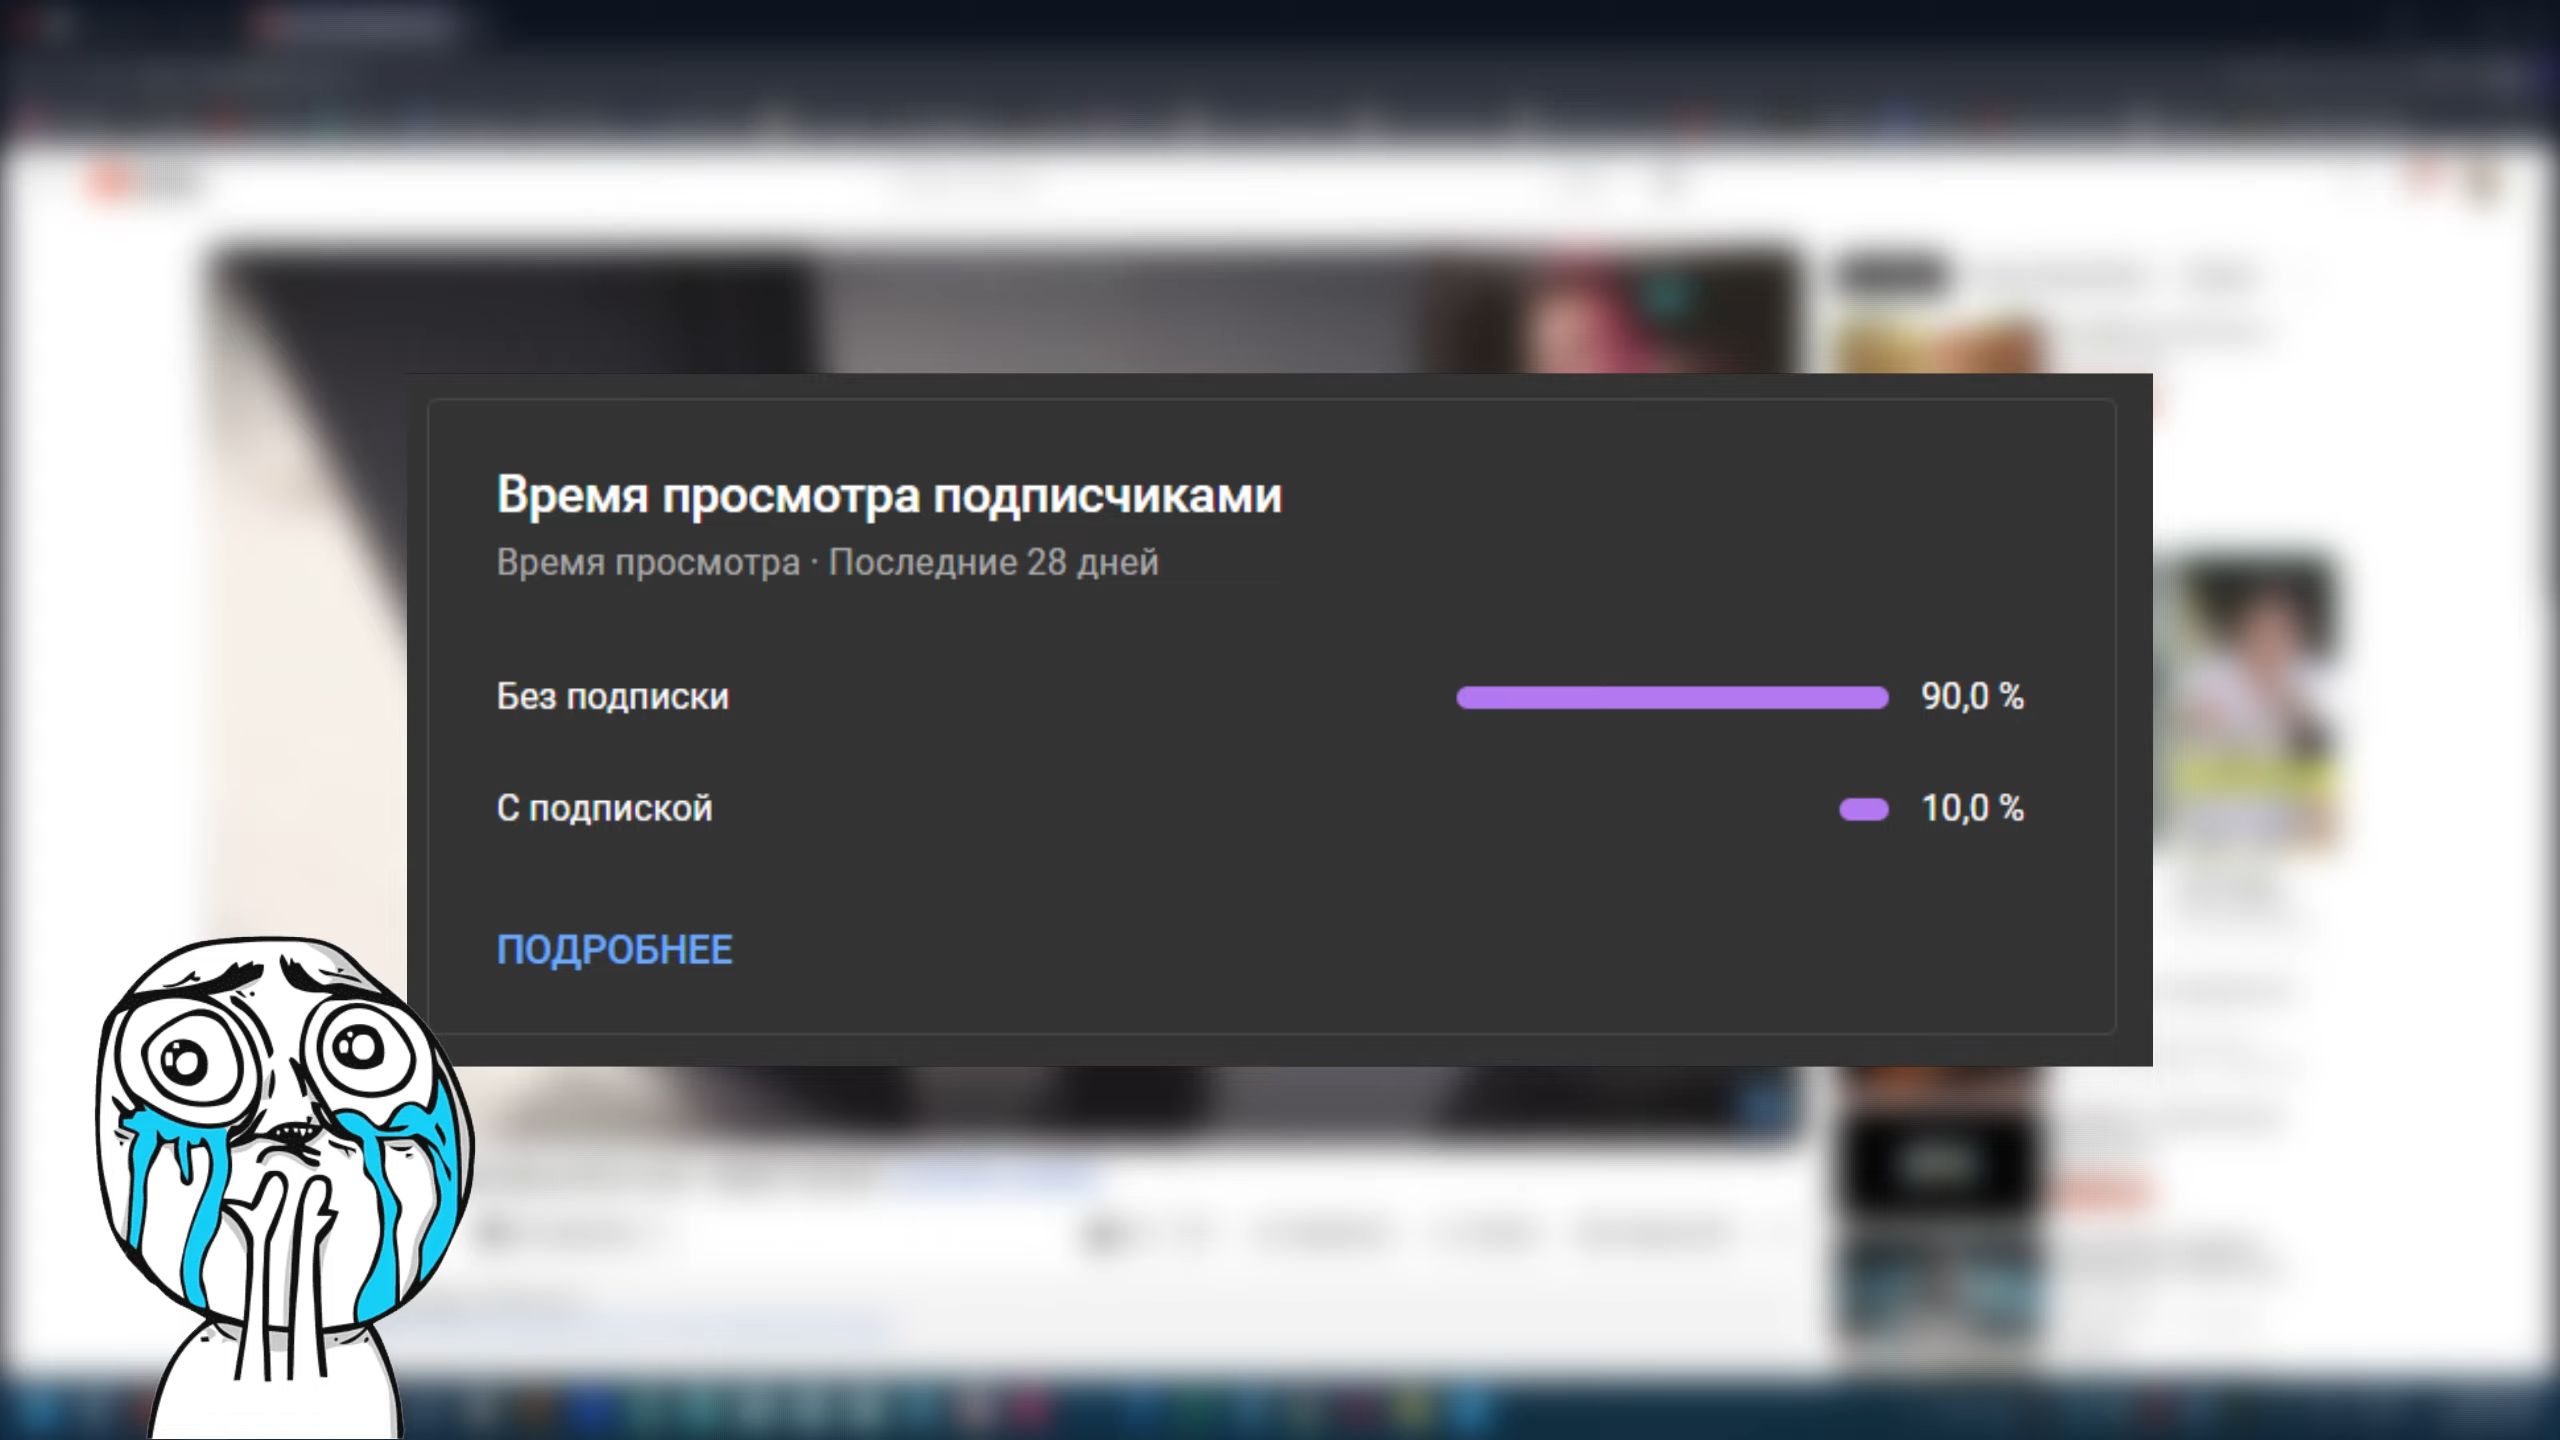 Время просмотра подписчиками
Время просмотра · Последние 28 дней
Без подписки 90,0 %
С подпиской 10,0 %
ПОДРОБНЕЕ